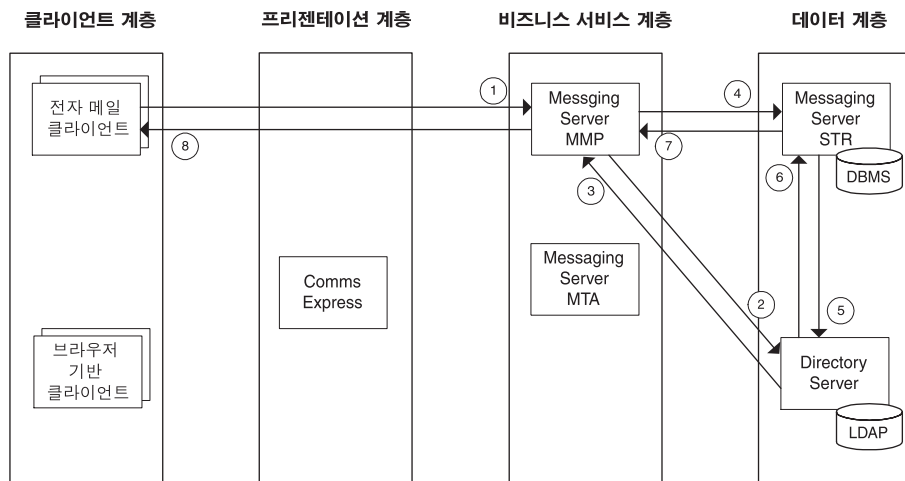 클라이언트 계층
프리젠테이션 계층
비즈니스 서비스 계층
데이터 계층
전자 메일
클라이언트
1
8
Messging
Server
MMP
4
7
Messaging
Server
STR
DBMS
3
6
Comms
Express
Messaging
Server
MTA
2
5
브라우저
기반
클라이언트
Directory
Server
LDAP